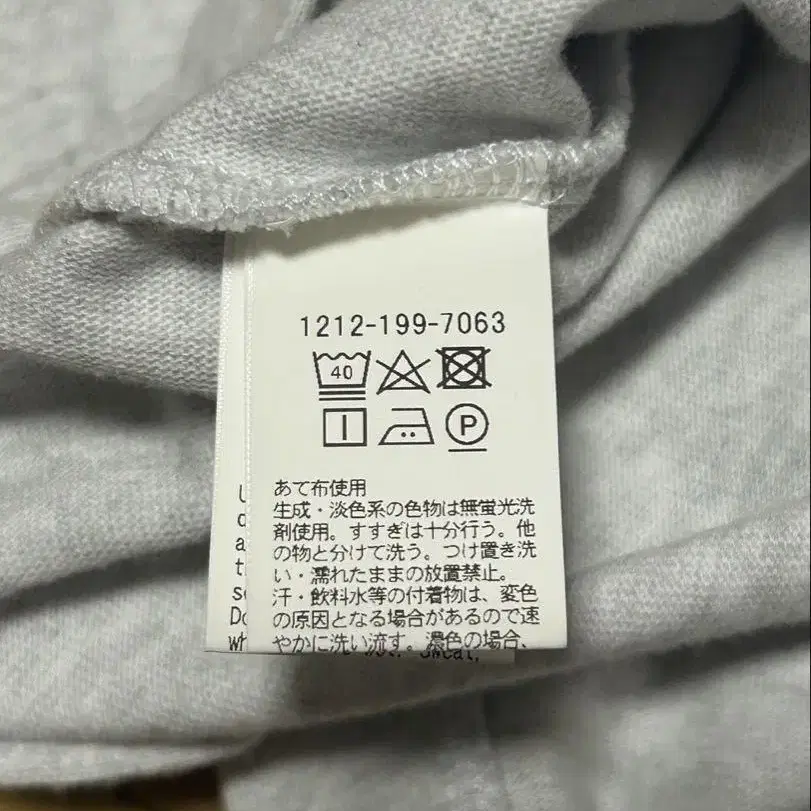 1212-199-7063
40
P
あて布使用
生成・淡色系の色物は無蛍光洗
剤使用。すすぎは十分行う。他
の物と分けて洗う。つけ置き洗
い・濡れたままの放置禁止。
汗・飲料水等の付着物は、変色
の原因となる場合があるので速
やかに洗い流す。濃色の場合、
sweat,